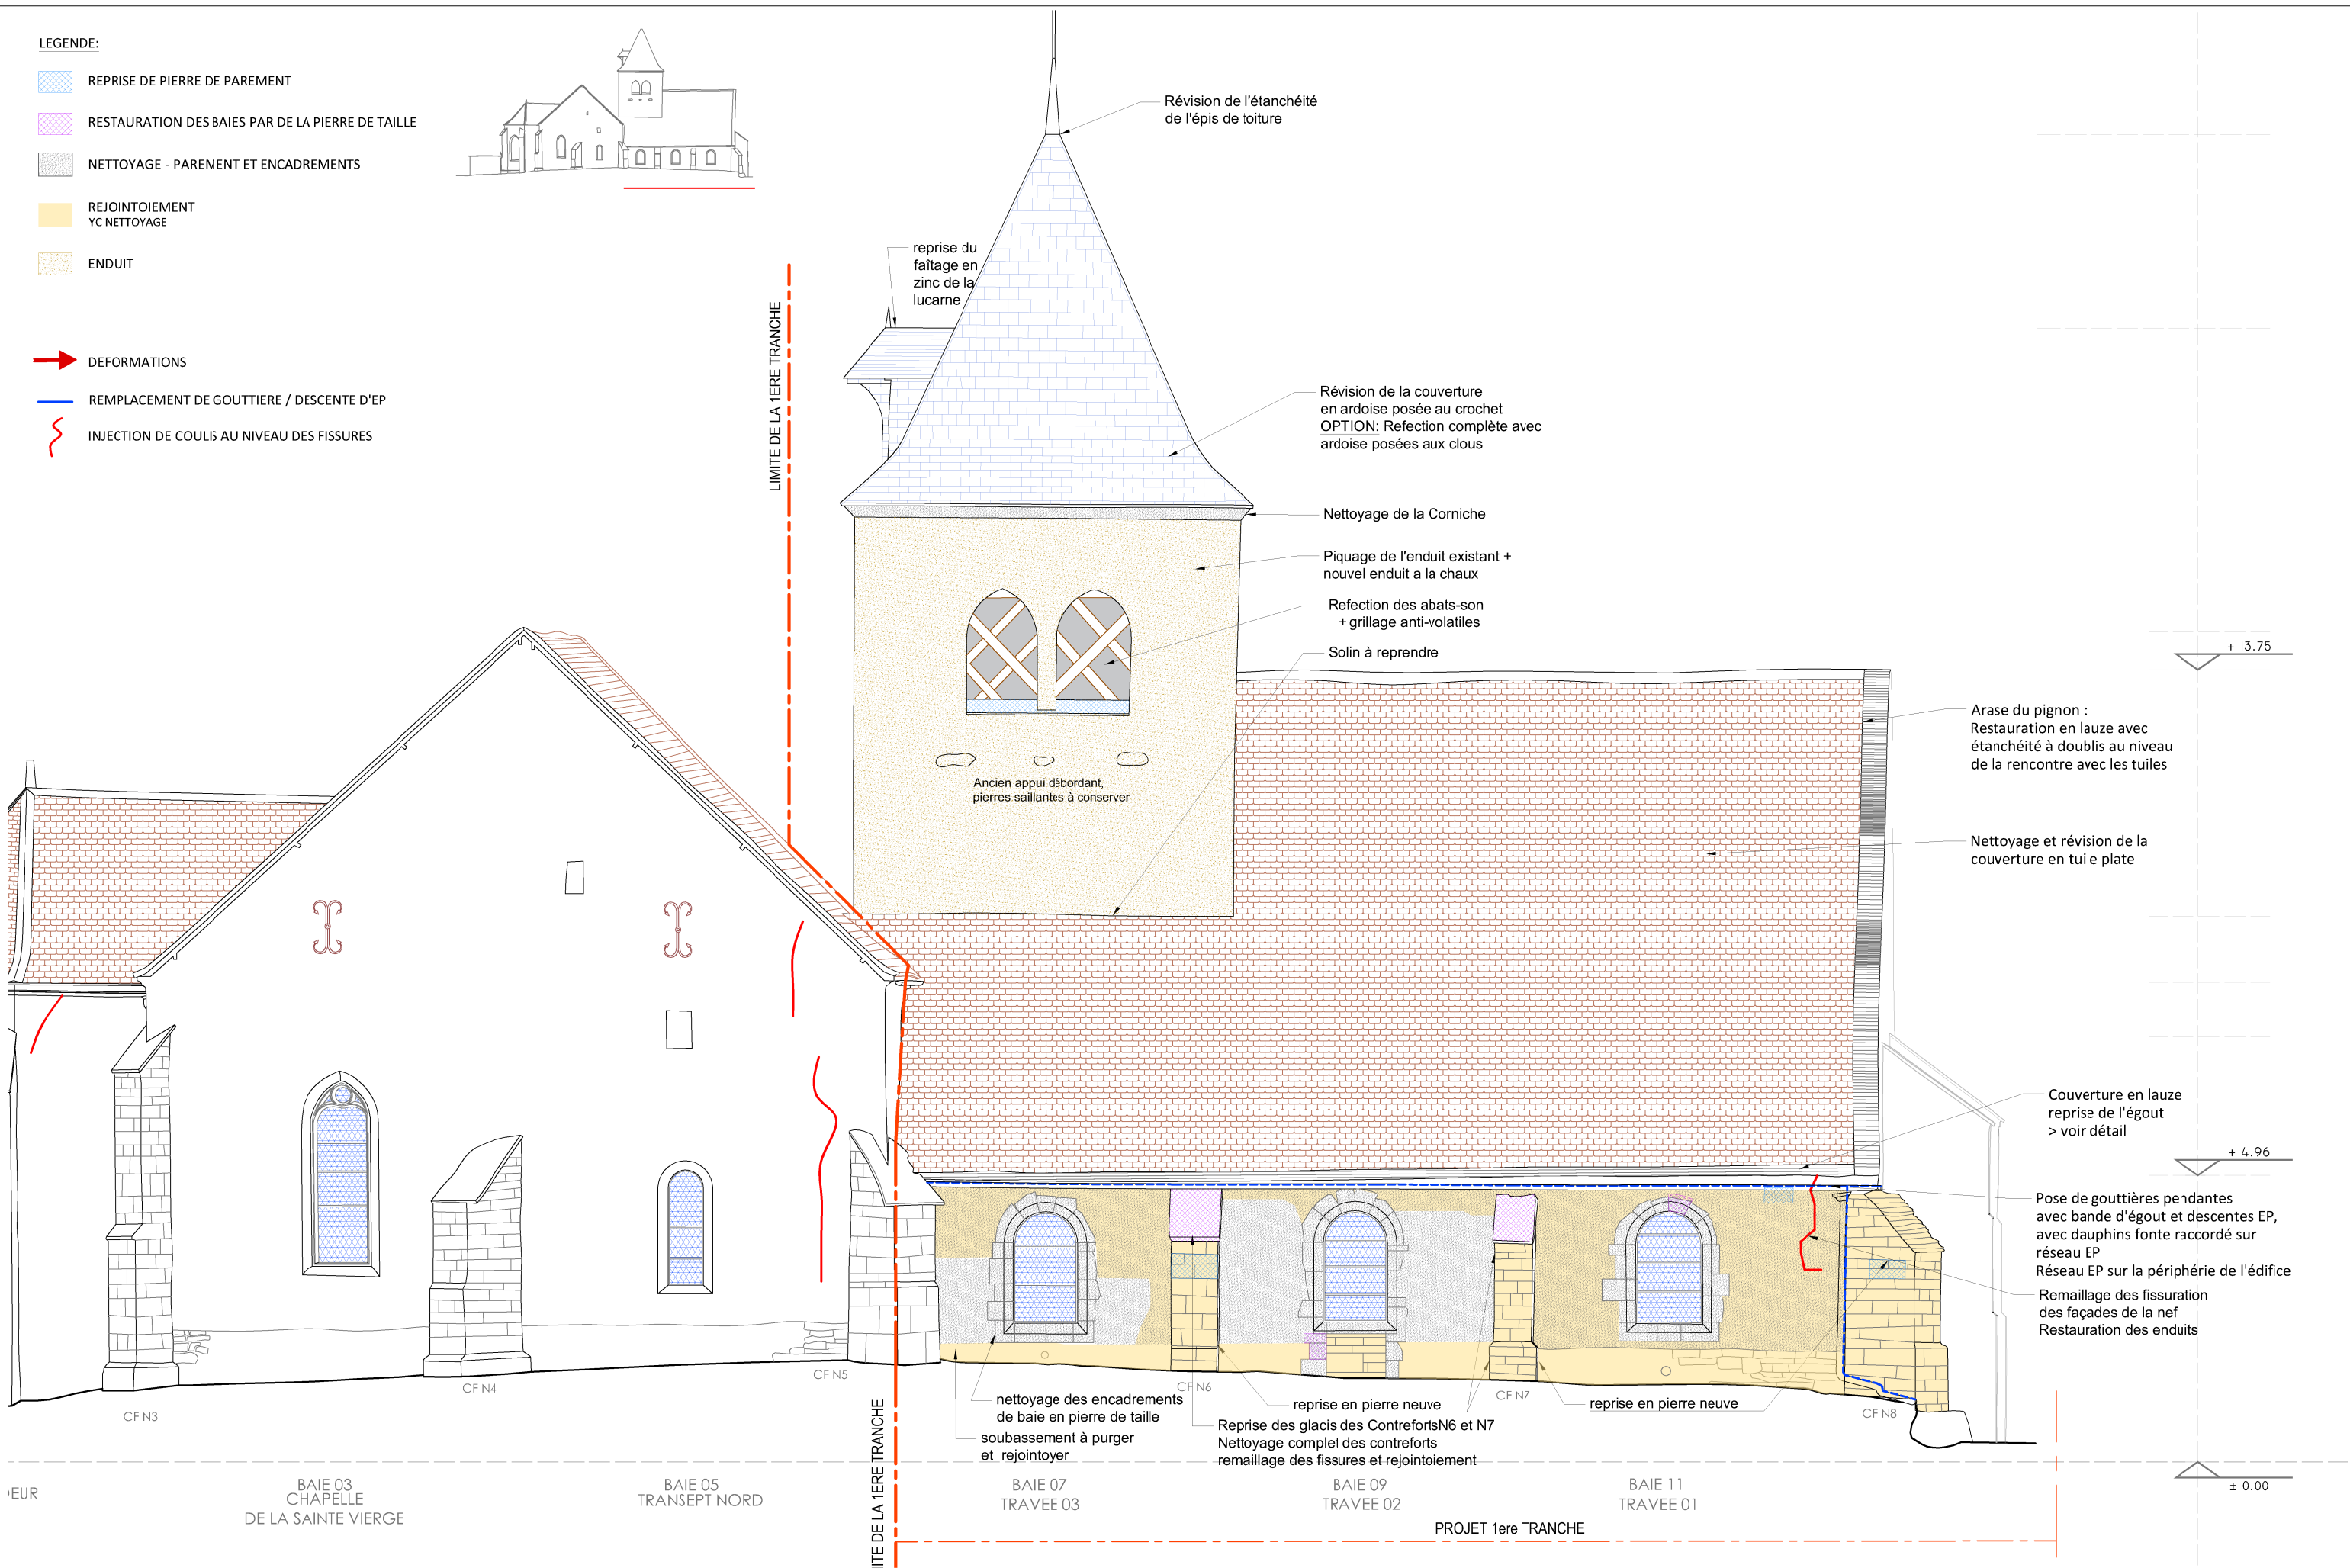 LEGENDE:
REPRISE DE PIERRE DE PAREMENT
RESTAURATION DES BAIES PAR DE LA PIERRE DE TAILLE
NETTOYAGE - PAREMENT ET ENCADREMENTS
REJOINTOIEMENT
YC NETTOYAGE
ENDUIT
DEFORMATIONS
REMPLACEMENT DE GOUTTIERE / DESCENTE D'EP
INJECTION DE COULIS AU NIVEAU DES FISSURES
LIMITE DE LA 1ERE TRANCHE
Révision de l'étanchéité
de l'épis de toiture
reprise du
faîtage en
zinc de la
lucarne
Révision de la couverture
en ardoise posée au crochet
OPTION: Refection complète avec
ardoise posées aux clous
Nettoyage de la Corniche
Piquage de l'enduit existant +
nouvel enduit a la chaux
Refection des abats-son
+ grillage anti-volatiles
Solin à reprendre
Ancien appui débordant,
pierres saillantes à conserver
+ 13.75
Arase du pignon :
Restauration en lauze avec
étanchéité à doublis au niveau
de la rencontre avec les tuiles
Nettoyage et révision de la
couverture en tuile plate
Couverture en lauze
reprise de l'égout
> voir détail
+ 4.96
Pose de gouttières pendantes
avec bande d'égout et descentes EP,
avec dauphins fonte raccordé sur
réseau EP
Réseau EP sur la périphérie de l'édifice
Remaillage des fissuration
des façades de la nef
Restauration des enduits
CF N3
CF N4
CF N5
CF N6
CF N7
CF N8
nettoyage des encadrements
de baie en pierre de taille
soubassement à purger
et rejointoyer
reprise en pierre neuve
reprise en pierre neuve
Reprise des glacis des ContrefortsN6 et N7
Nettoyage complet des contreforts
remaillage des fissures et rejointoiement
ITE DE LA 1ERE TRANCHE
EUR
BAIE 03
CHAPELLE
DE LA SAINTE VIERGE
BAIE 05
TRANSEPT NORD
BAIE 07
TRAVEE 03
BAIE 09
TRAVEE 02
BAIE 11
TRAVEE 01
± 0.00
PROJET 1ere TRANCHE